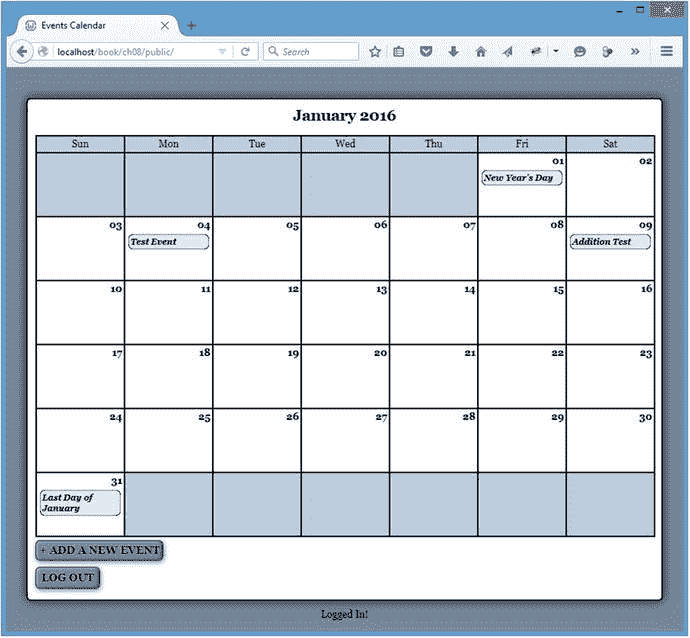 Events Calendar
localhost/book/ch08/public/
Search
January 2016
Sun Mon Tue Wed Thu Fri Sat
01 02
New Year's Day
03 04 05 06 07 08 09
Test Event Addition Test
10 11 12 13 14 15 16
17 18 19 20 21 22 23
24 25 26 27 28 29 30
31
Last Day of
January
+ ADD A NEW EVENT
LOG OUT
Logged In!